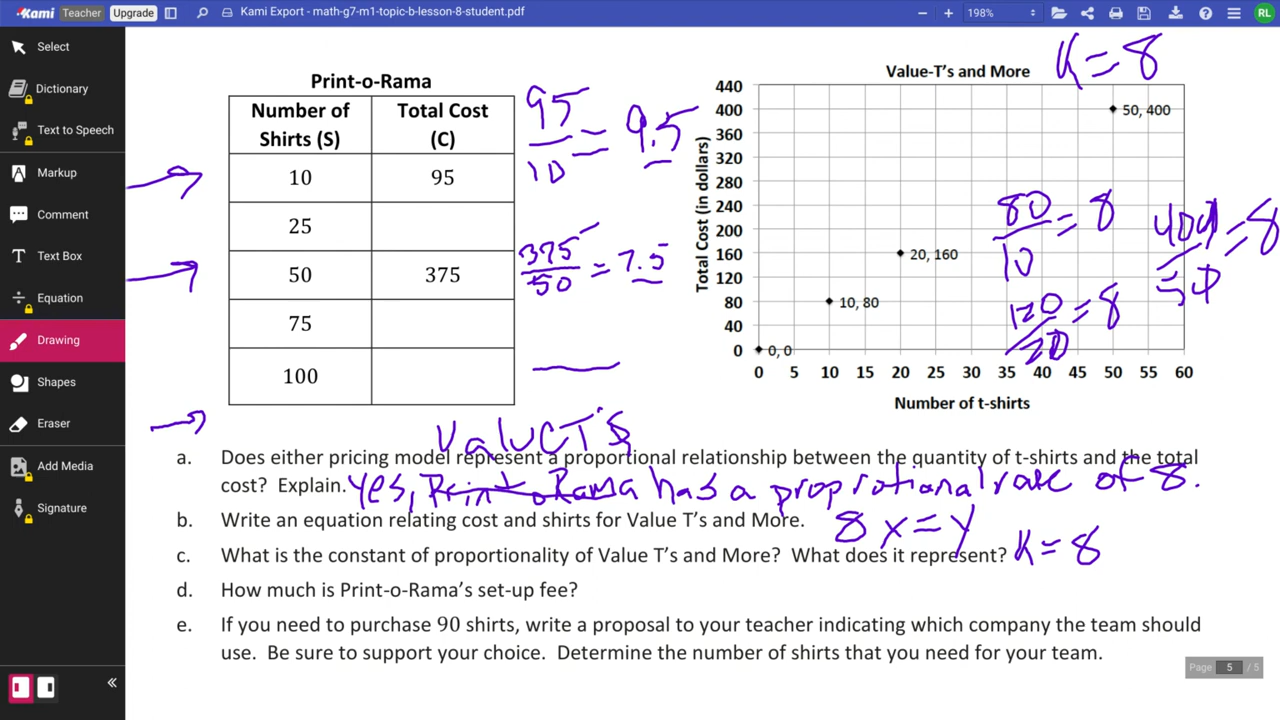 Kami
Teacher
Upgrade
Kami Export - math-g7-m1-topic-b-lesson-8-student.pdf
198%
RL
Select
Dictionary
Text to Speech
Markup
Comment
Text Box
Equation
Drawing
Shapes
Eraser
Add Media
Signature
Print-o-Rama
Number of Shirts (S) Total Cost (C)
10 95
25
50 375
75
100
95/10 = 9.5
375/50 = 7.5
Value-T's and More K = 8
Total Cost (in dollars)
440
400
360
320
280
240
200
160
120
80
40
0
50, 400
20, 160
10, 80
0, 0
80/10 = 8
400/50 = 8
120/20 = 8
0 5 10 15 20 25 30 35 40 45 50 55 60
Number of t-shirts
Value T's
a. Does either pricing model represent a proportional relationship between the quantity of t-shirts and the total
cost? Explain. Yes, Print o Rama has a proprotional rate of 8.
b. Write an equation relating cost and shirts for Value T's and More. 8x = y
c. What is the constant of proportionality of Value T's and More? What does it represent? K = 8
d. How much is Print-o-Rama's set-up fee?
e. If you need to purchase 90 shirts, write a proposal to your teacher indicating which company the team should
use. Be sure to support your choice. Determine the number of shirts that you need for your team.
Page 5 / 5